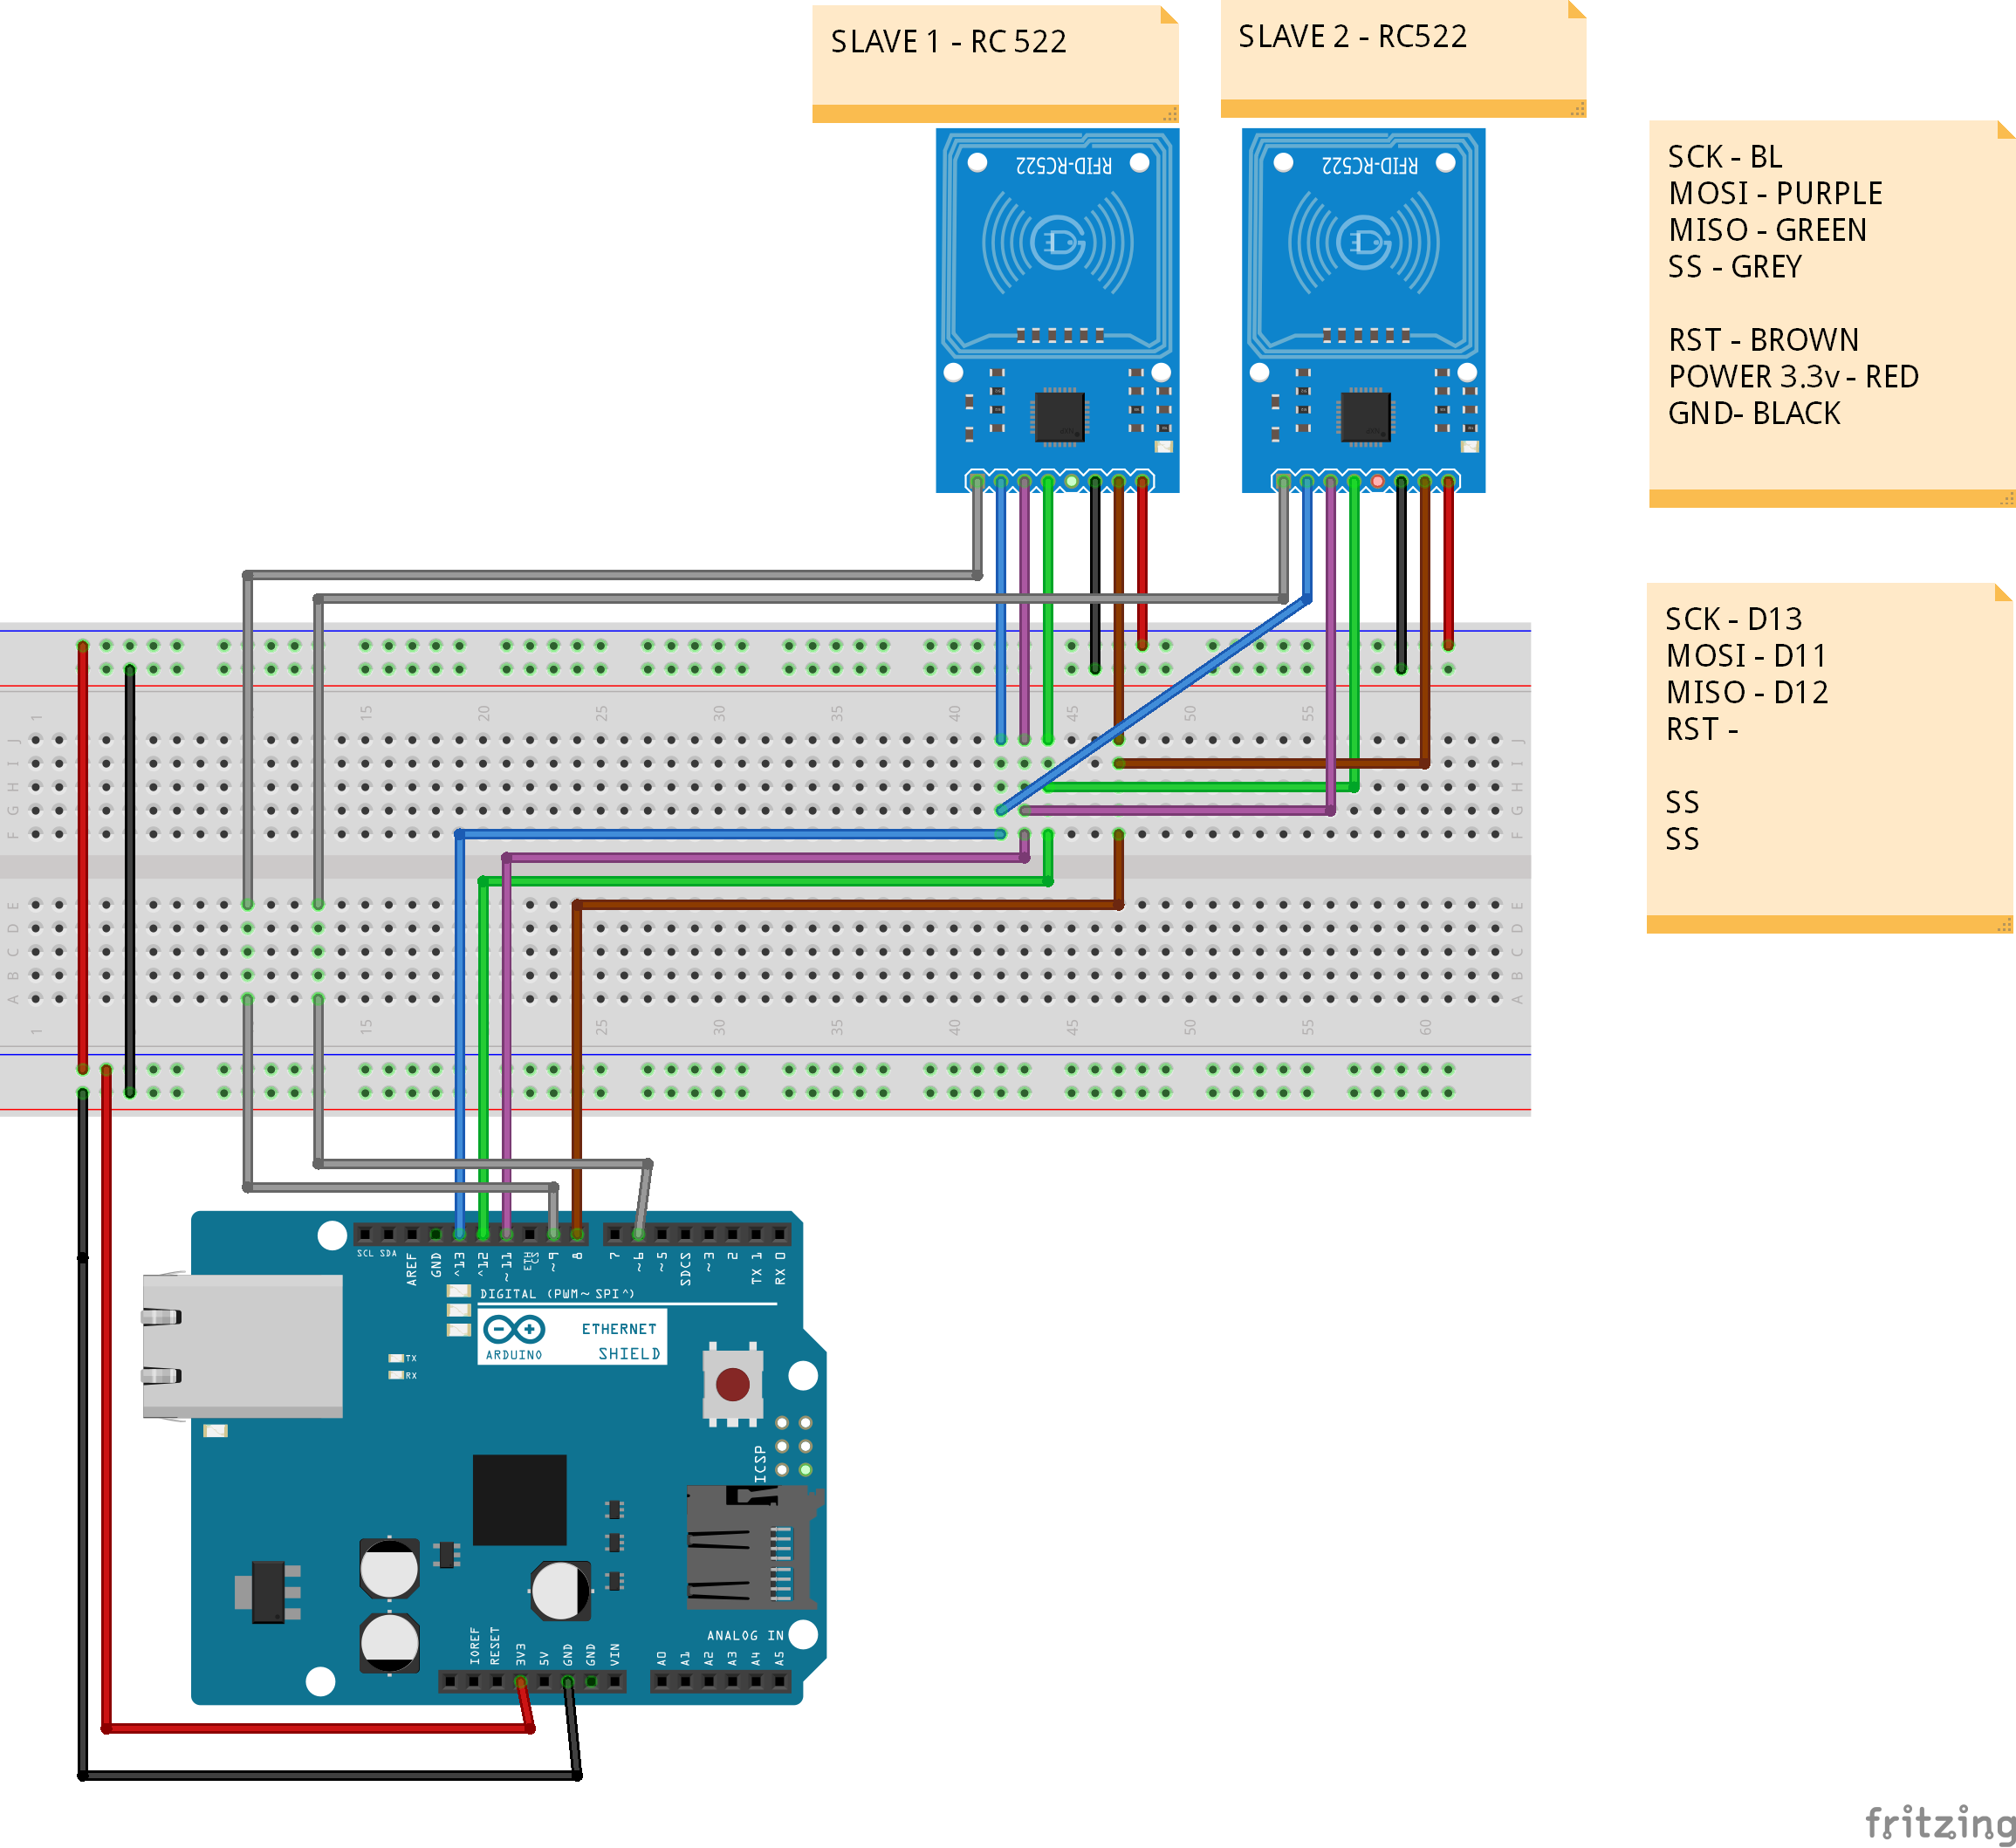 SLAVE 1 - RC 522
SLAVE 2 - RC522
RFID-RC522
RFID-RC522
SCK - BL
MOSI - PURPLE
MISO - GREEN
SS - GREY
RST - BROWN
POWER 3.3v - RED
GND- BLACK
SCK - D13
MOSI - D11
MISO - D12
RST -
SS
SS
1 15 20 25 30 35 40 45 50 55
J J
I I
H H
G G
F F
E E
D D
C C
B B
A A
1 15 25 30 35 40 45 50 55 60
SCL SDA AREF GND ^13 ^12 ~11 ETH CS ~9 8 7 ~6 ~5 SDCS ~3 2 TX 1 RX 0
DIGITAL (PWM~ SPI^)
ETHERNET
ARDUINO SHIELD
TX
RX
ICSP
ANALOG IN
IOREF RESET 3V3 5V GND GND VIN A0 A1 A2 A3 A4 A5
fritzing